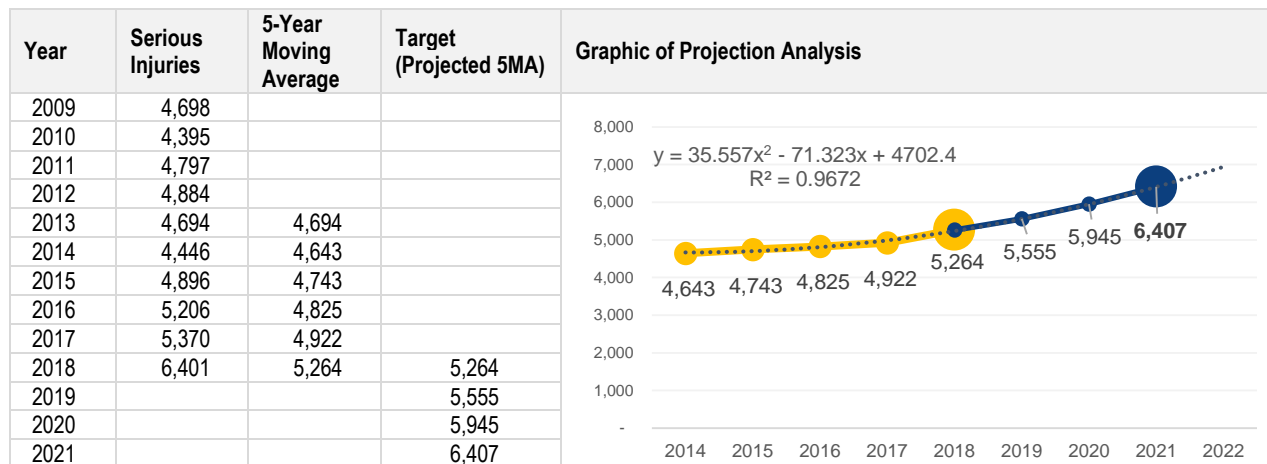 Year Serious Injuries 5-Year Moving Average Target (Projected 5MA) Graphic of Projection Analysis
2009 4,698
2010 4,395
2011 4,797
2012 4,884
2013 4,694 4,694
2014 4,446 4,643
2015 4,896 4,743
2016 5,206 4,825
2017 5,370 4,922
2018 6,401 5,264 5,264
2019 5,555
2020 5,945
2021 6,407
8,000
7,000
6,000
5,000
4,000
3,000
2,000
1,000
-
y = 35.557x² - 71.323x + 4702.4
R² = 0.9672
4,643 4,743 4,825 4,922 5,264 5,555 5,945 6,407
2014 2015 2016 2017 2018 2019 2020 2021 2022